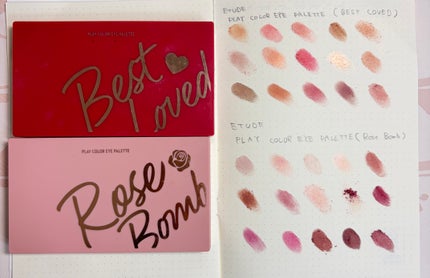 PLAY COLOR EYE PALETTE
Best
Loved
PLAY COLOR EYE PALETTE
Rose
Bomb
ETUDE
PLAY COLOR EYE PALETTE (BEST LOVED)
ETUDE
PLAY COLOR EYE PALETTE (Rose Bomb)